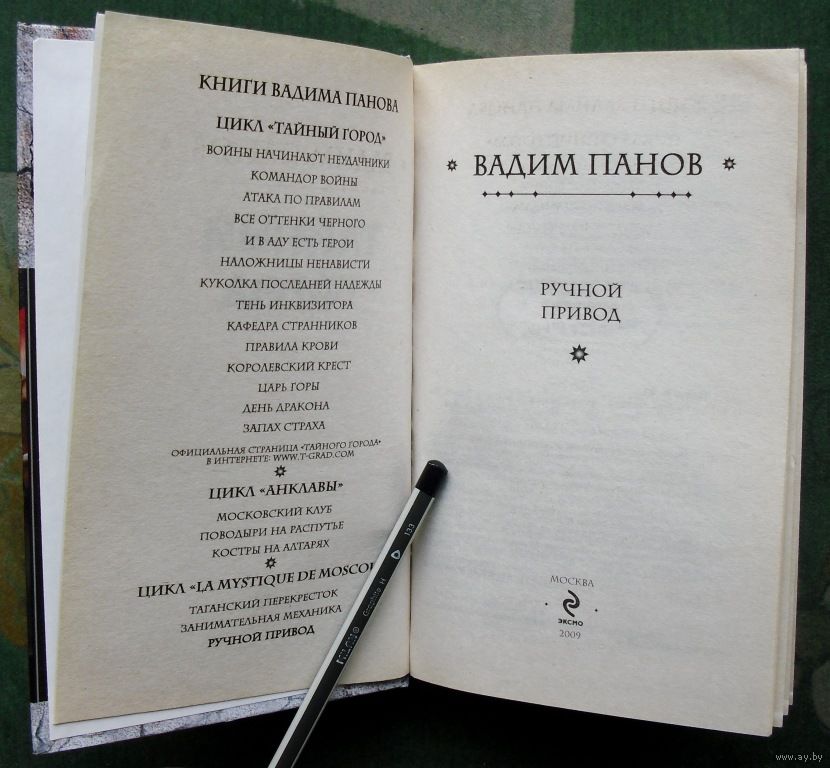 КНИГИ ВАДИМА ПАНОВА
ЦИКЛ «ТАЙНЫЙ ГОРОД»
ВОЙНЫ НАЧИНАЮТ НЕУДАЧНИКИ
КОМАНДОР ВОЙНЫ
АТАКА ПО ПРАВИЛАМ
ВСЕ ОТТЕНКИ ЧЕРНОГО
И В АДУ ЕСТЬ ГЕРОИ
НАЛОЖНИЦЫ НЕНАВИСТИ
КУКОЛКА ПОСЛЕДНЕЙ НАДЕЖДЫ
ТЕНЬ ИНКВИЗИТОРА
КАФЕДРА СТРАННИКОВ
ПРАВИЛА КРОВИ
КОРОЛЕВСКИЙ КРЕСТ
ЦАРЬ ГОРЫ
ДЕНЬ ДРАКОНА
ЗАПАХ СТРАХА
ОФИЦИАЛЬНАЯ СТРАНИЦА «ТАЙНОГО ГОРОДА»
В ИНТЕРНЕТЕ: WWW.T-GRAD.COM
ЦИКЛ «АНКЛАВЫ»
МОСКОВСКИЙ КЛУБ
ПОВОДЫРИ НА РАСПУТЬЕ
КОСТРЫ НА АЛТАРЯХ
ЦИКЛ «LA MYSTIQUE DE MOSCOU
ТАГАНСКИЙ ПЕРЕКРЕСТОК
ЗАНИМАТЕЛЬНАЯ МЕХАНИКА
РУЧНОЙ ПРИВОД
ВАДИМ ПАНОВ
РУЧНОЙ
ПРИВОД
МОСКВА
ЭКСМО
2009
133
Graphite H
www.ay.by